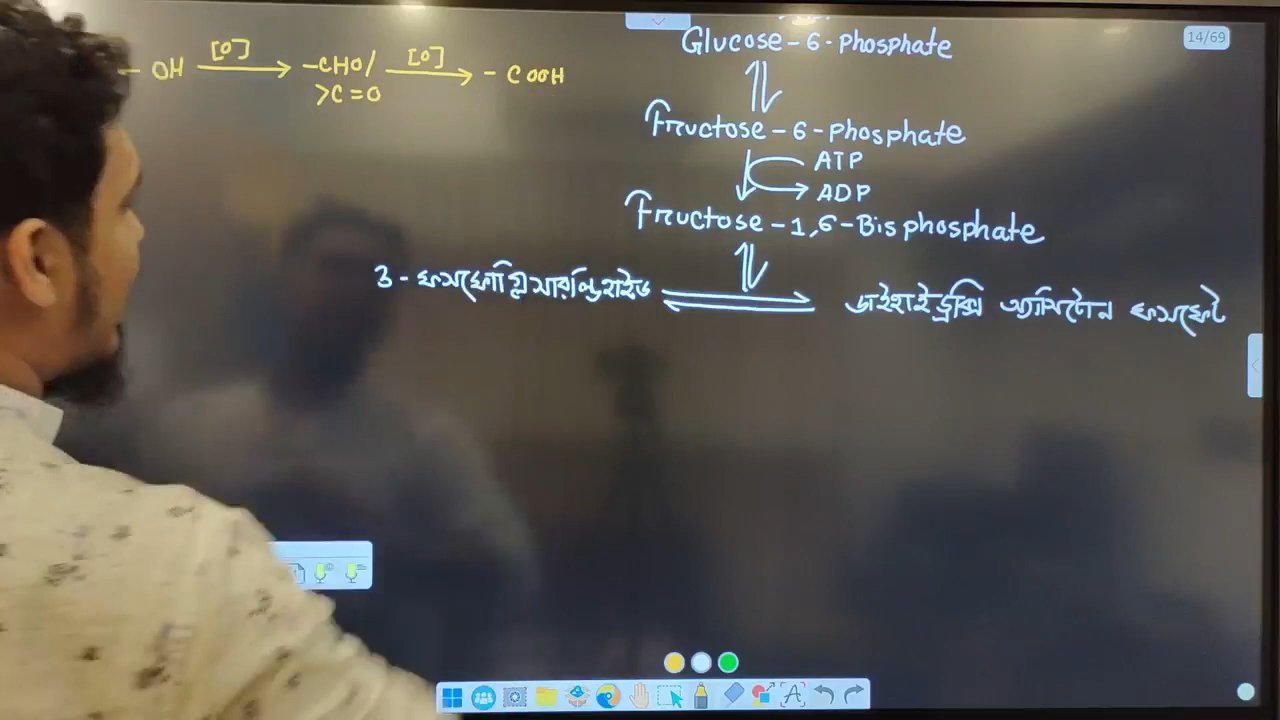 14/69
- OH [O] -CHO/ [O] - COOH
>C=O
Glucose-6-phosphate
Fructose-6-phosphate
ATP
ADP
Fructose-1,6-Bisphosphate
3-ফসফোগ্লিসারল্ডিহাইড
ডাইহাইড্রক্সি অ্যাসিটোন ফসফেট